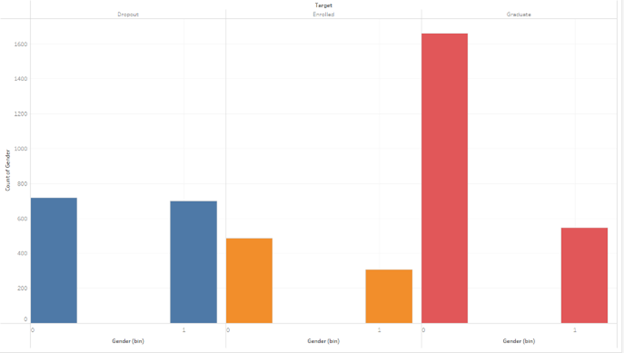 Target
Dropout Enrolled Graduate
1600
1400
1200
1000
800
600
400
200
0
Count of Gender
0 1 0 1 0 1
Gender (bin) Gender (bin) Gender (bin)